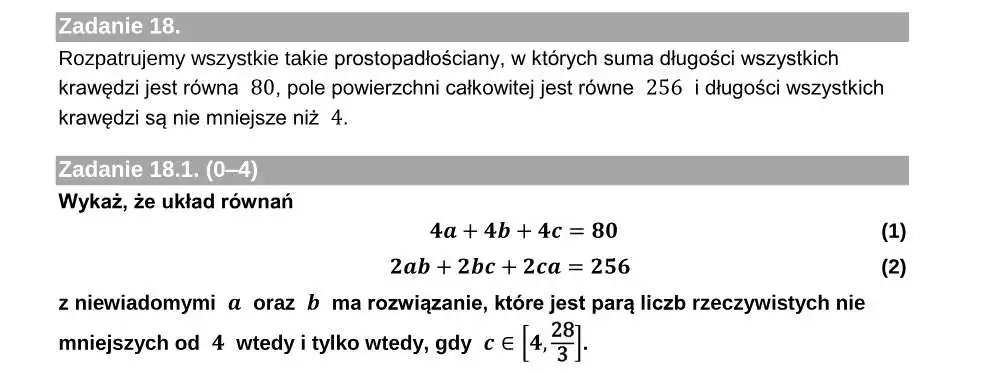 Zadanie 18.
Rozpatrujemy wszystkie takie prostopadłościany, w których suma długości wszystkich
krawędzi jest równa 80, pole powierzchni całkowitej jest równe 256 i długości wszystkich
krawędzi są nie mniejsze niż 4.
Zadanie 18.1. (0–4)
Wykaż, że układ równań
4a + 4b + 4c = 80 (1)
2ab + 2bc + 2ca = 256 (2)
z niewiadomymi a oraz b ma rozwiązanie, które jest parą liczb rzeczywistych nie
mniejszych od 4 wtedy i tylko wtedy, gdy c ∈ [4, 28/3].